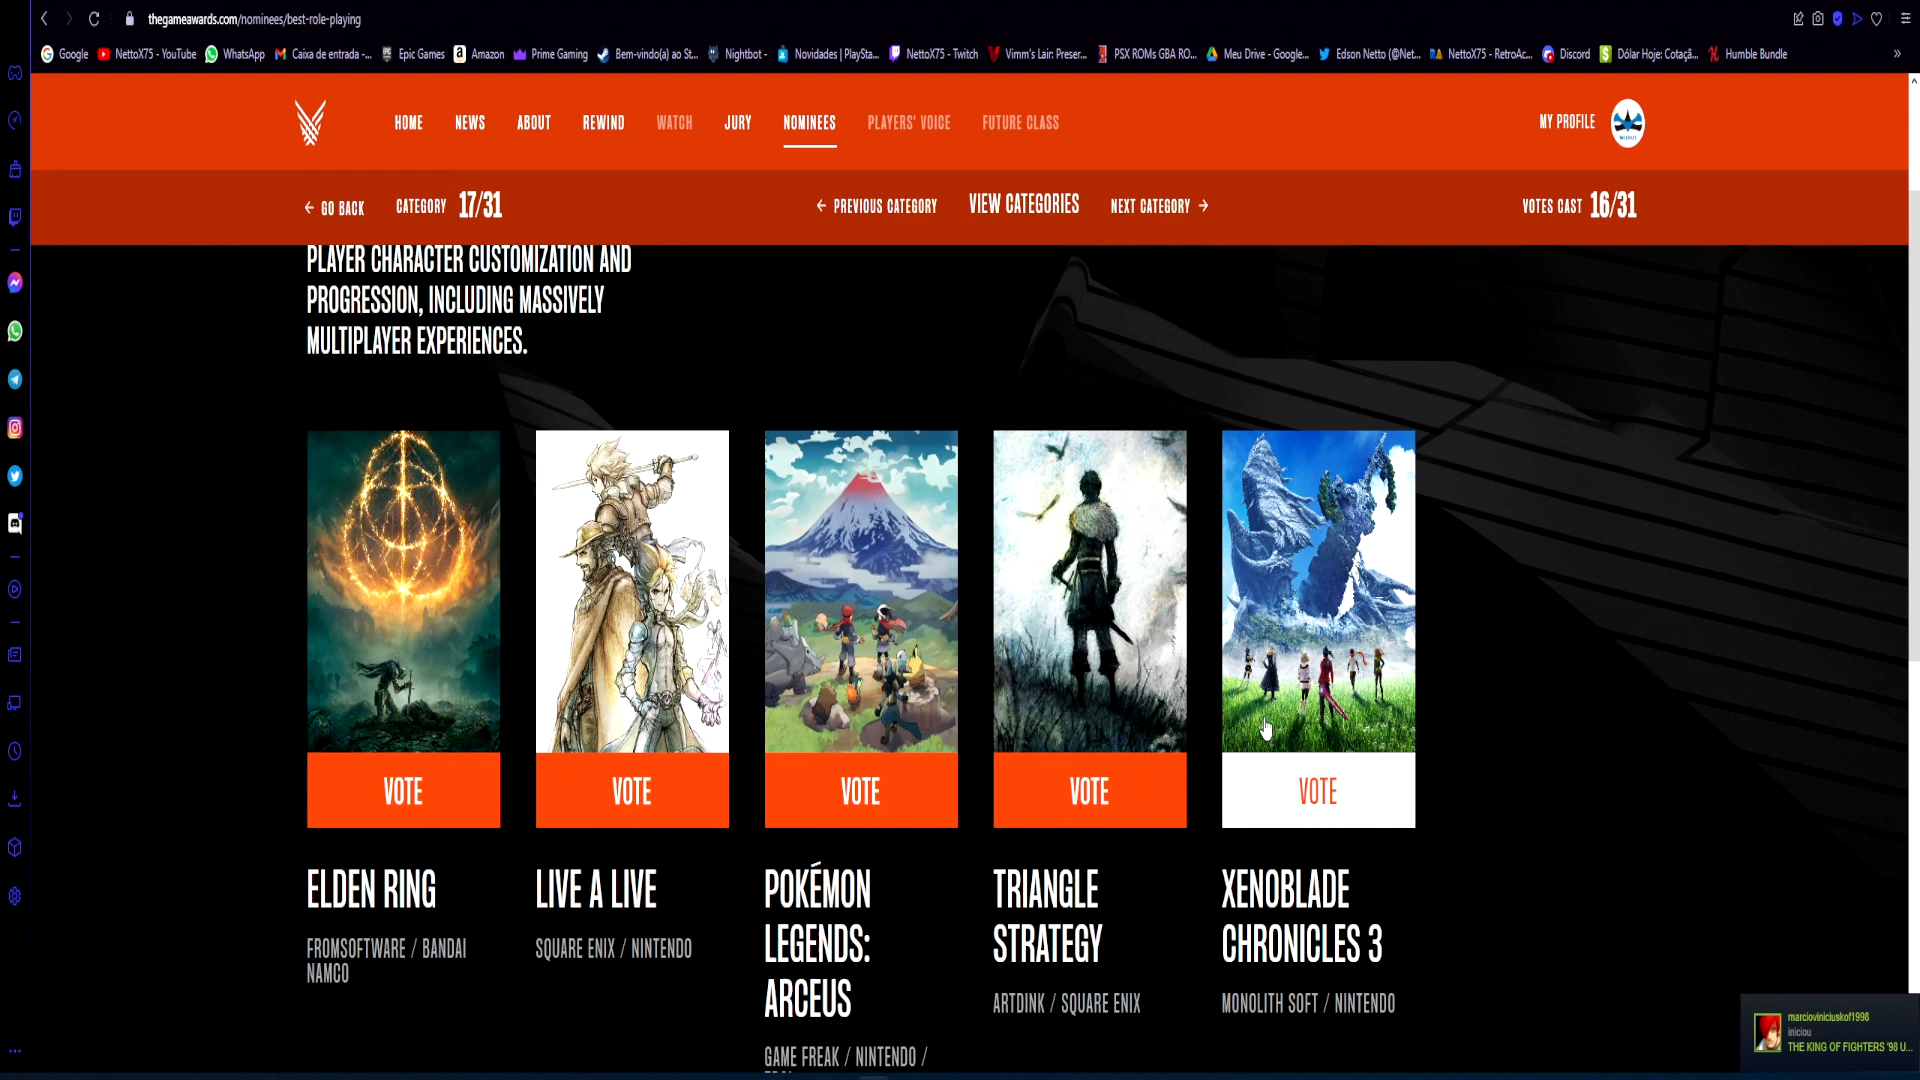 thegameawards.com/nominees/best-role-playing
Google NettoX75 - YouTube WhatsApp Caixa de entrada -... Epic Games Amazon Prime Gaming Bem-vindo(a) ao St... Nightbot - Novidades | PlaySta... NettoX75 - Twitch Vimm's Lair: Preser... PSX ROMs GBA RO... Meu Drive - Google... Edson Netto (@Net... NettoX75 - RetroAc... Discord Dólar Hoje: Cotaçã... Humble Bundle
HOME NEWS ABOUT REWIND WATCH JURY NOMINEES PLAYERS' VOICE FUTURE CLASS MY PROFILE
GO BACK CATEGORY 17/31 PREVIOUS CATEGORY VIEW CATEGORIES NEXT CATEGORY VOTES CAST 16/31
PLAYER CHARACTER CUSTOMIZATION AND
PROGRESSION, INCLUDING MASSIVELY
MULTIPLAYER EXPERIENCES.
VOTE VOTE VOTE VOTE VOTE
ELDEN RING
FROMSOFTWARE / BANDAI
NAMCO
LIVE A LIVE
SQUARE ENIX / NINTENDO
POKÉMON
LEGENDS:
ARCEUS
GAME FREAK / NINTENDO /
TRIANGLE
STRATEGY
ARTDINK / SQUARE ENIX
XENOBLADE
CHRONICLES 3
MONOLITH SOFT / NINTENDO
marcioviniciuskof1998
iniciou
THE KING OF FIGHTERS '98 U...